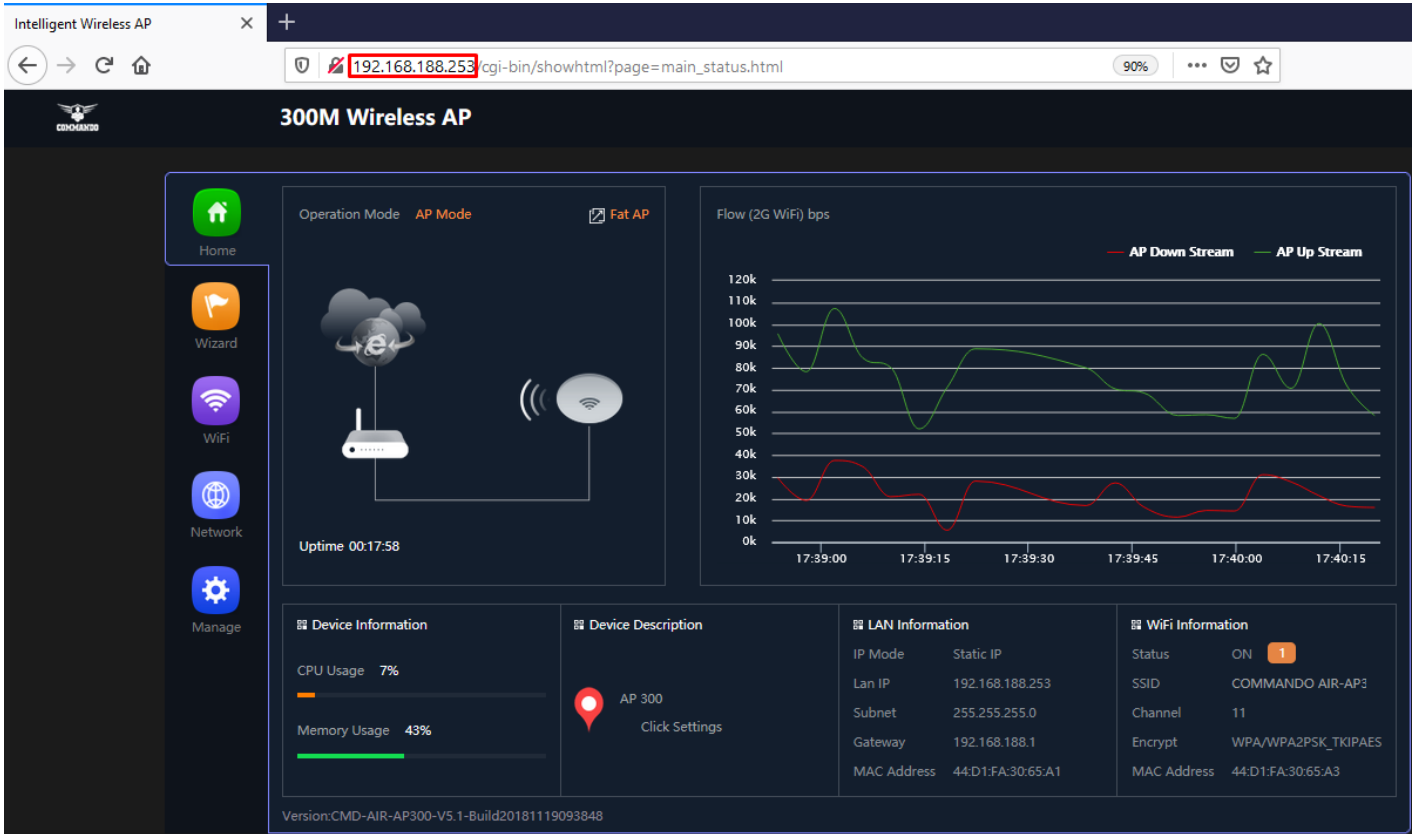 Intelligent Wireless AP
192.168.188.253/cgi-bin/showhtml?page=main_status.html
90%
COMMANDO
300M Wireless AP
Home
Wizard
WiFi
Network
Manage
Operation Mode AP Mode Fat AP
Uptime 00:17:58
Flow (2G WiFi) bps
AP Down Stream AP Up Stream
120k
110k
100k
90k
80k
70k
60k
50k
40k
30k
20k
10k
0k
17:39:00 17:39:15 17:39:30 17:39:45 17:40:00 17:40:15
Device Information
CPU Usage 7%
Memory Usage 43%
Device Description
AP 300
Click Settings
LAN Information
IP Mode Static IP
Lan IP 192.168.188.253
Subnet 255.255.255.0
Gateway 192.168.188.1
MAC Address 44:D1:FA:30:65:A1
WiFi Information
Status ON 1
SSID COMMANDO AIR-AP3
Channel 11
Encrypt WPA/WPA2PSK_TKIPAES
MAC Address 44:D1:FA:30:65:A3
Version:CMD-AIR-AP300-V5.1-Build20181119093848